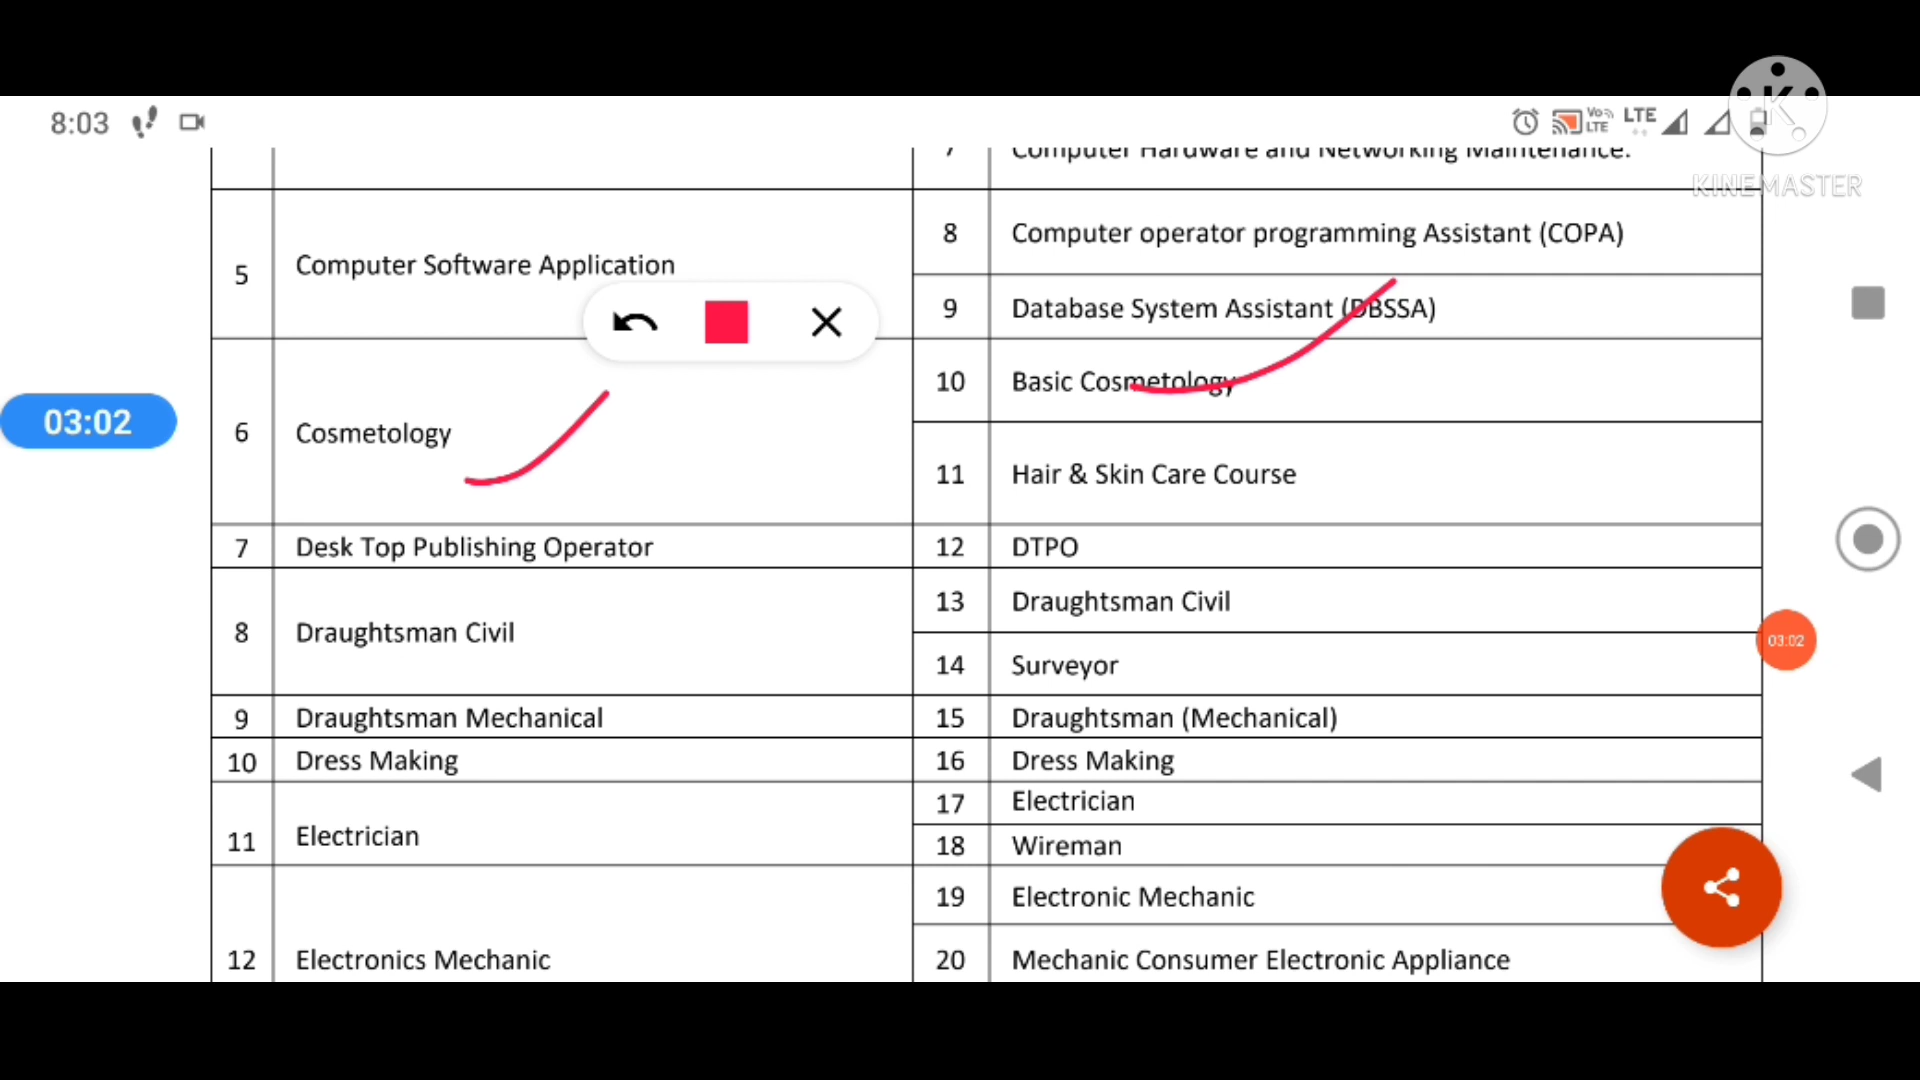 8:03
Vo LTE
LTE
KINEMASTER
7 Computer Hardware and Networking Maintenance.
5 Computer Software Application
8 Computer operator programming Assistant (COPA)
9 Database System Assistant (DBSSA)
03:02
6 Cosmetology
10 Basic Cosmetology
11 Hair & Skin Care Course
7 Desk Top Publishing Operator
12 DTPO
8 Draughtsman Civil
13 Draughtsman Civil
14 Surveyor
03:02
9 Draughtsman Mechanical
15 Draughtsman (Mechanical)
10 Dress Making
16 Dress Making
11 Electrician
17 Electrician
18 Wireman
12 Electronics Mechanic
19 Electronic Mechanic
20 Mechanic Consumer Electronic Appliance